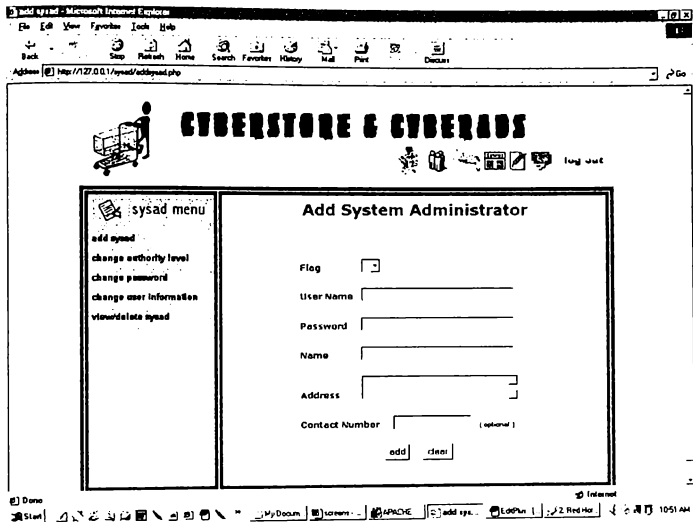 add sysad - Microsoft Internet Explorer
File Edit View Favorites Tools Help
Back Stop Refresh Home Search Favorites History Mail Print Discuss
Address http://127.0.0.1/sysad/addsysad.php Go
CYBERSTORE & CYBERADS
log out
sysad menu
add sysad
change authority level
change password
change user information
view/delete sysad
Add System Administrator
Flag
User Name
Password
Name
Address
Contact Number (optional)
add clear
Done Internet
Start My Docum... screens - ... APACHE add sys... EditPlus - [ 2 Red Hor... 10:51 AM